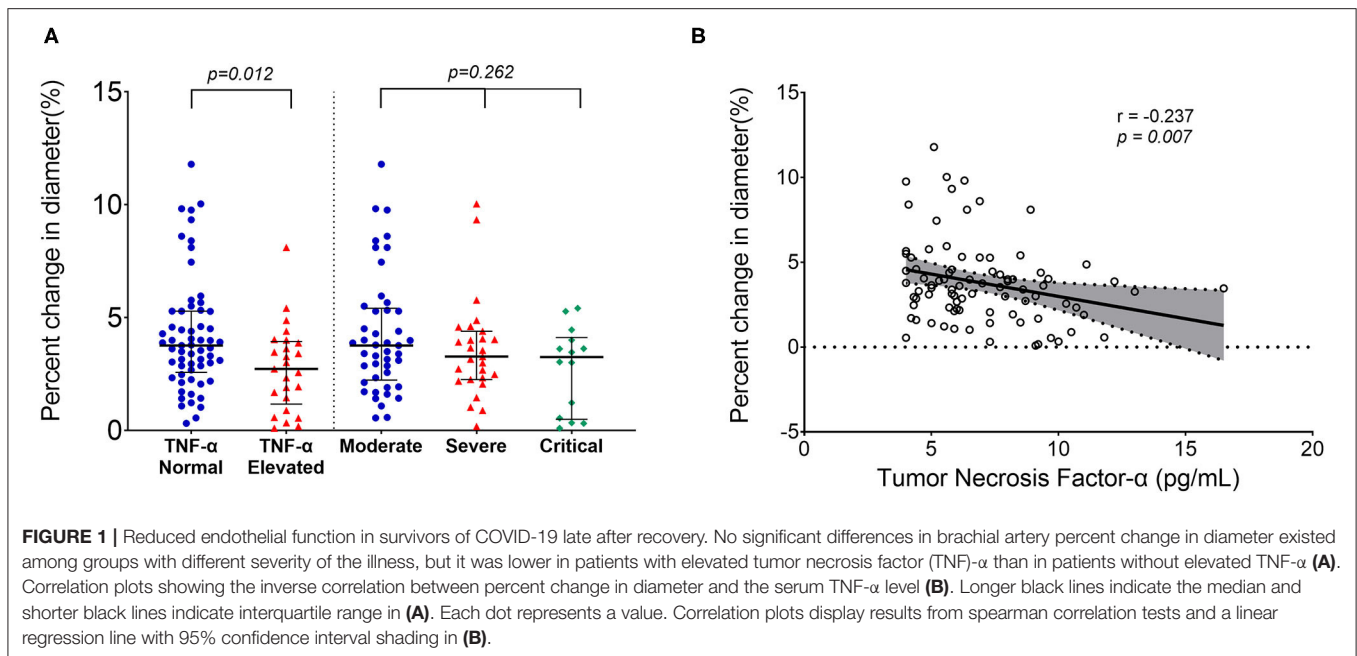 A
Percent change in diameter(%)
15
10
5
0
p=0.012
p=0.262
TNF-α
Normal
TNF-α
Elevated
Moderate
Severe
Critical
B
Percent change in diameter(%)
15
10
5
0
-5
r = -0.237
p = 0.007
0
5
10
15
20
Tumor Necrosis Factor-α (pg/mL)
FIGURE 1 | Reduced endothelial function in survivors of COVID-19 late after recovery. No significant differences in brachial artery percent change in diameter existed
among groups with different severity of the illness, but it was lower in patients with elevated tumor necrosis factor (TNF)-α than in patients without elevated TNF-α (A).
Correlation plots showing the inverse correlation between percent change in diameter and the serum TNF-α level (B). Longer black lines indicate the median and
shorter black lines indicate interquartile range in (A). Each dot represents a value. Correlation plots display results from spearman correlation tests and a linear
regression line with 95% confidence interval shading in (B).